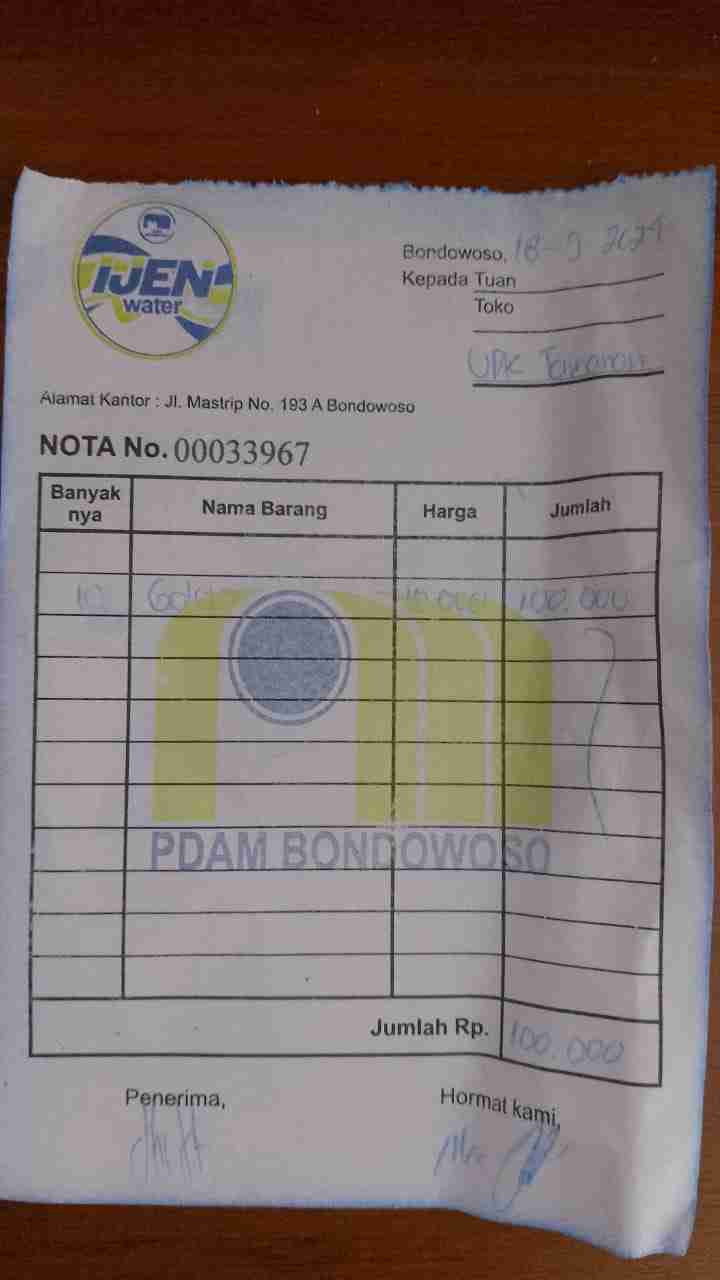 IJEN
water
Bondowoso, 18-9 2024
Kepada Tuan
Toko
UPK Tamanan
Alamat Kantor : Jl. Mastrip No. 193 A Bondowoso
NOTA No. 00033967
Banyak nya Nama Barang Harga Jumlah
10 10.000 100.000
PDAM BONDOWOSO
Jumlah Rp. 100.000
Penerima, Hormat kami,